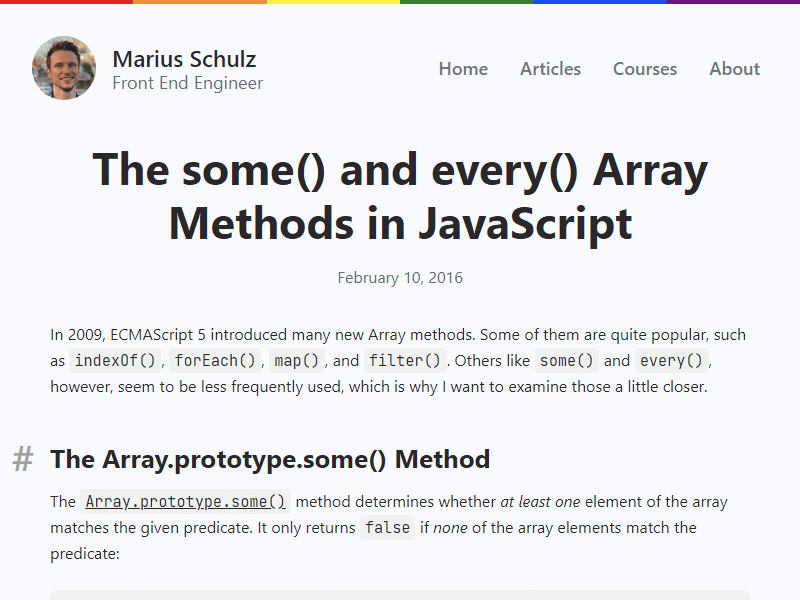 Marius Schulz
Front End Engineer
Home Articles Courses About
The some() and every() Array
Methods in JavaScript
February 10, 2016
In 2009, ECMAScript 5 introduced many new Array methods. Some of them are quite popular, such
as indexOf(), forEach(), map(), and filter(). Others like some() and every(),
however, seem to be less frequently used, which is why I want to examine those a little closer.
# The Array.prototype.some() Method
The Array.prototype.some() method determines whether at least one element of the array
matches the given predicate. It only returns false if none of the array elements match the
predicate: